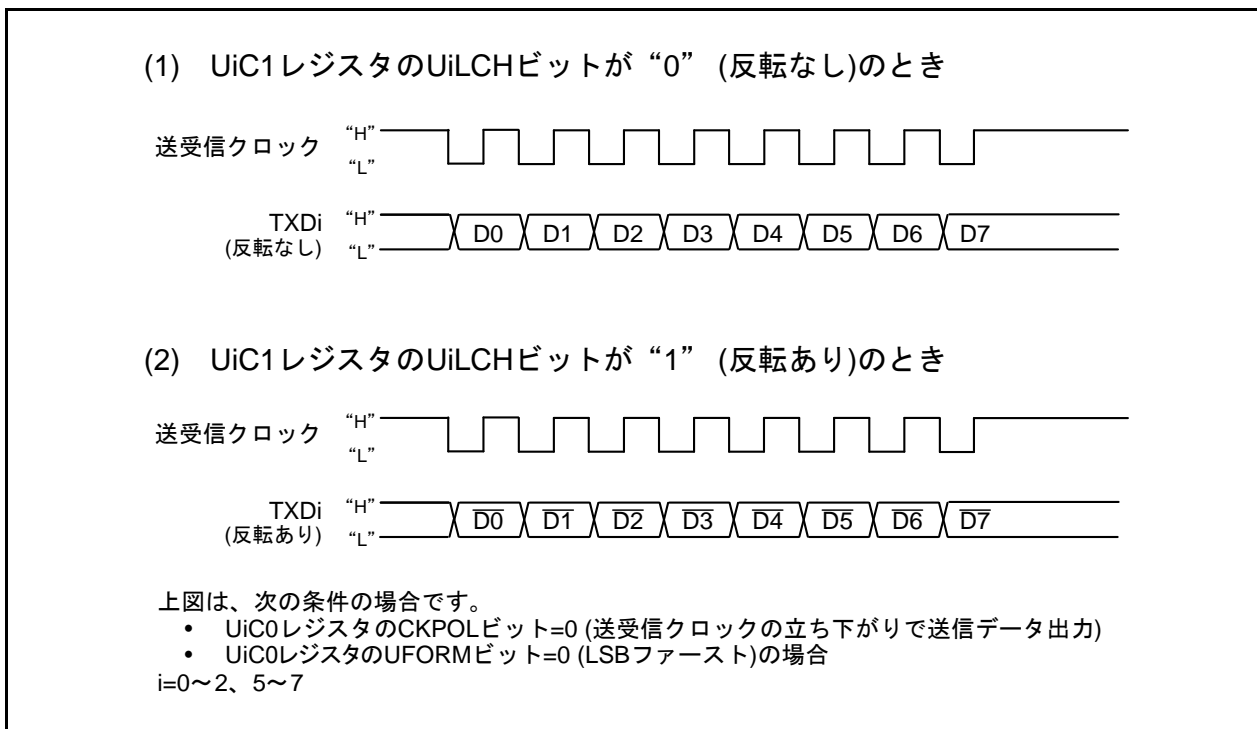 (1) UiC1レジスタのUiLCHビットが“0” (反転なし)のとき
送受信クロック “H”
“L”
TXDi “H”
D0 D1 D2 D3 D4 D5 D6 D7
(反転なし) “L”
(2) UiC1レジスタのUiLCHビットが“1” (反転あり)のとき
送受信クロック “H”
“L”
TXDi “H”
D̅0̅ D̅1̅ D̅2̅ D̅3̅ D̅4̅ D̅5̅ D̅6̅ D̅7̅
(反転あり) “L”
上図は、次の条件の場合です。
• UiC0レジスタのCKPOLビット=0 (送受信クロックの立ち下がりで送信データ出力)
• UiC0レジスタのUFORMビット=0 (LSBファースト)の場合
i=0～2、5～7